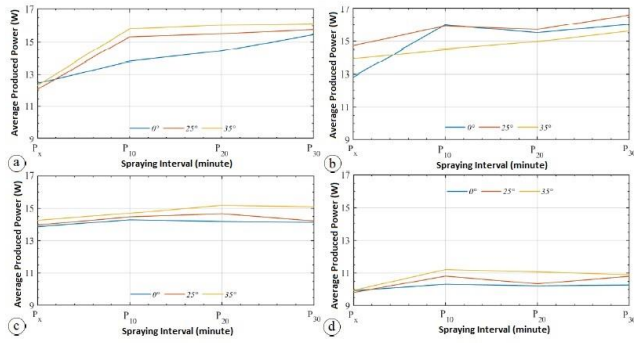 17
15
13
11
9
Average Produced Power (W)
0° 25° 35°
Px P10 P20 P30
Spraying Interval (minute)
a
17
15
13
11
9
Average Produced Power (W)
0° 25° 35°
Px P10 P20 P30
Spraying Interval (minute)
b
17
15
13
11
9
Average Produced Power (W)
0° 25° 35°
Px P10 P20 P30
Spraying Interval (minute)
c
17
15
13
11
9
Average Produced Power (W)
0° 25° 35°
Px P10 P20 P30
Spraying Interval (minute)
d